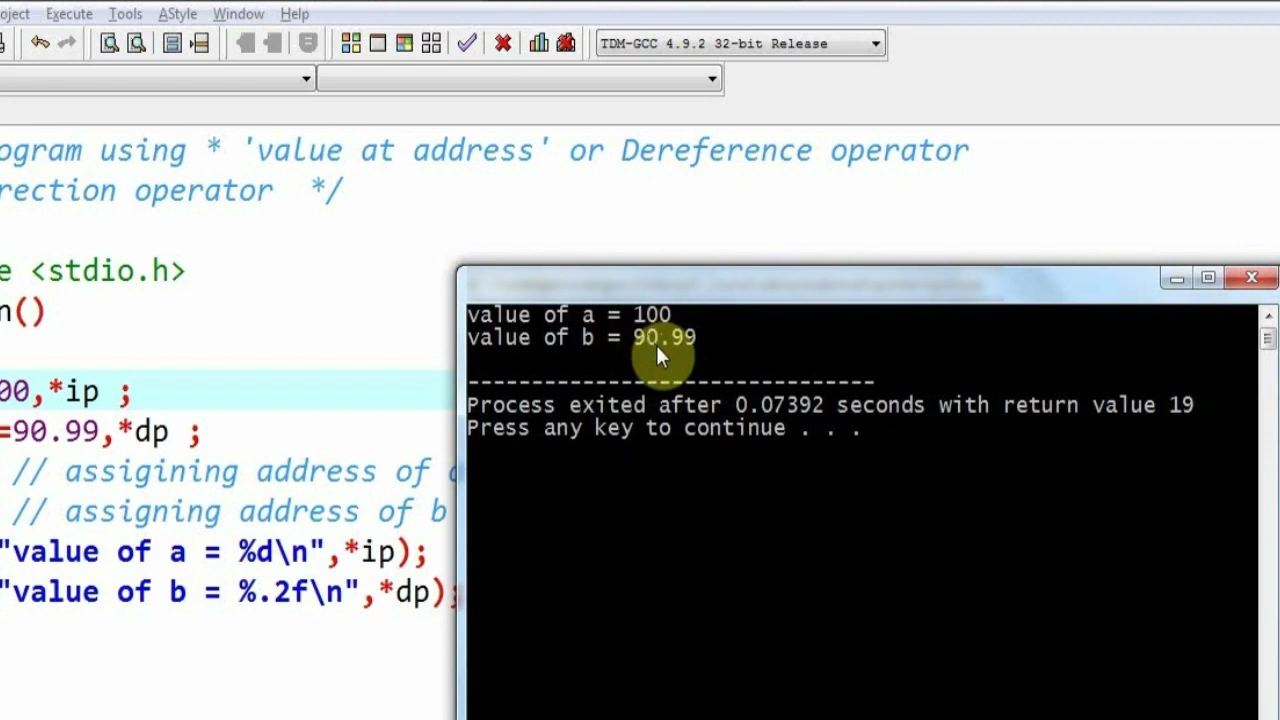 oject Execute Tools AStyle Window Help
TDM-GCC 4.9.2 32-bit Release
ogram using * 'value at address' or Dereference operator
rection operator */
e <stdio.h>
n()
00,*ip ;
=90.99,*dp ;
// assigining address of a
// assigning address of b
"value of a = %d\n",*ip);
"value of b = %.2f\n",*dp);
value of a = 100
value of b = 90.99
--------------------------------
Process exited after 0.07392 seconds with return value 19
Press any key to continue . . .